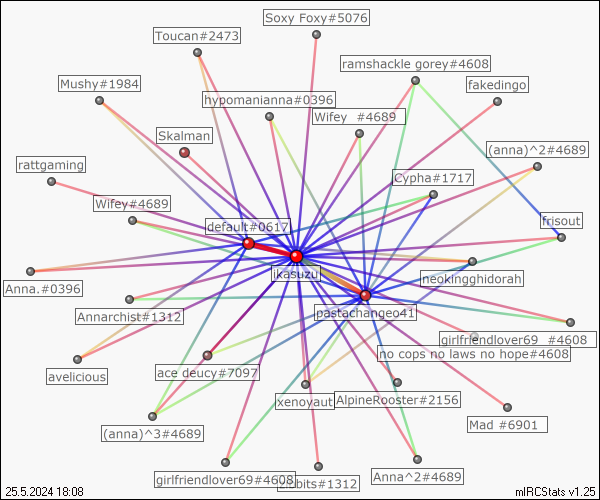 Soxy Foxy#5076
Toucan#2473
ramshackle gorey#4608
Mushy#1984
fakedingo
hypomanianna#0396
Wifey #4689
Skalman
(anna)^2#4689
rattgaming
Cypha#1717
Wifey#4689
frisout
default#0617
ikasuzu
neokingghidorah
Anna.#0396
pastachangeo41
Annarchist#1312
girlfriendlover69 #4608
no cops no laws no hope#4608
avelicious
ace deucy#7097
xenoyaut
AlpineRooster#2156
Mad #6901
(anna)^3#4689
girlfriendlover69#4608
bits#1312
Anna^2#4689
25.5.2024 18:08
mIRCStats v1.25